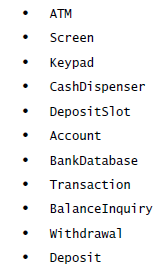 • ATM
• Screen
• Keypad
• CashDispenser
• DepositSlot
• Account
• BankDatabase
• Transaction
• BalanceInquiry
• Withdrawal
• Deposit